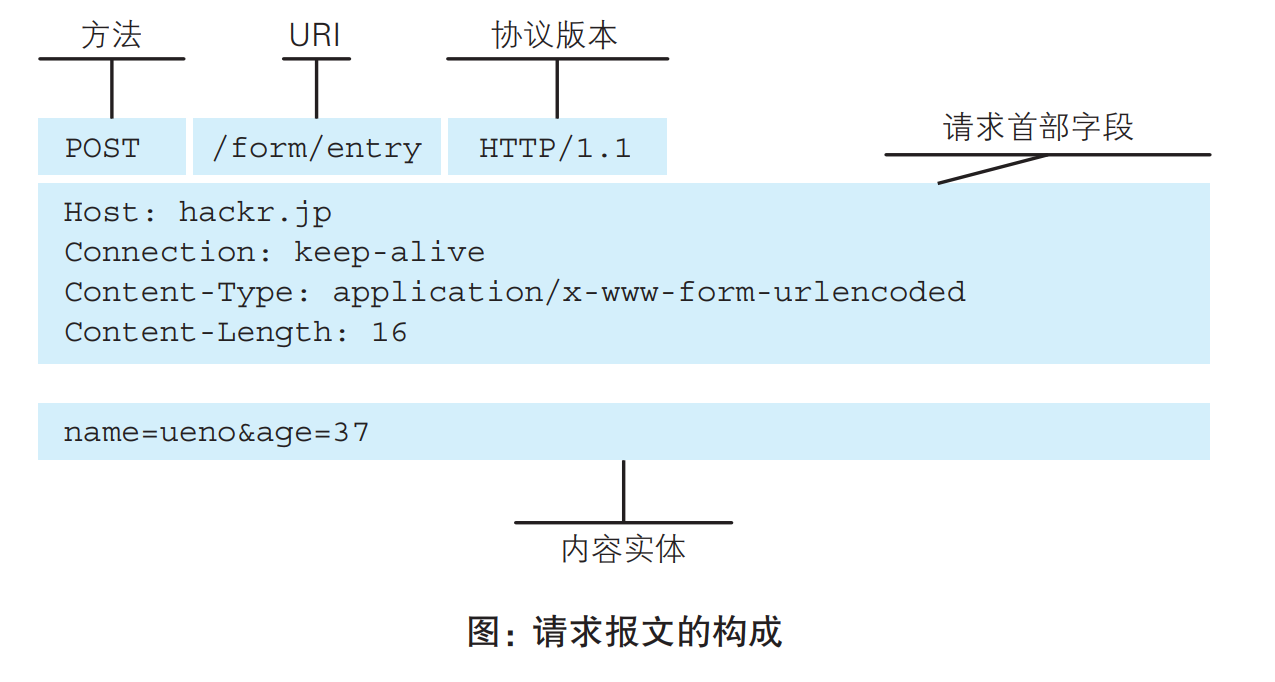 方法 URI 协议版本
请求首部字段
POST /form/entry HTTP/1.1
Host: hackr.jp
Connection: keep-alive
Content-Type: application/x-www-form-urlencoded
Content-Length: 16
name=ueno&age=37
内容实体
图：请求报文的构成